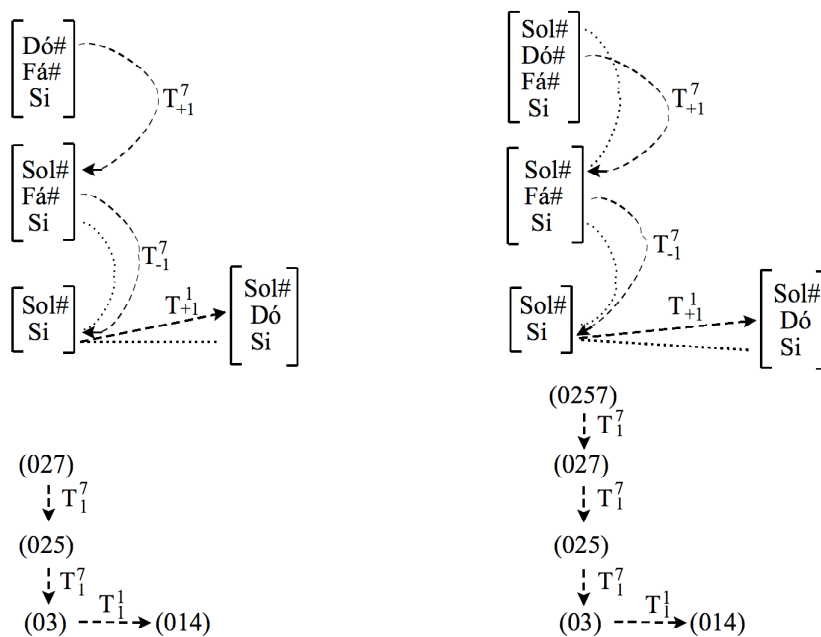 Dó#
Fá#
Si
T⁷₊₁
Sol#
Fá#
Si
T⁷₋₁
Sol#
Si
T¹₊₁
Sol#
Dó
Si
(027)
T⁷₁
(025)
T⁷₁
(03)
T¹₁
(014)
Sol#
Dó#
Fá#
Si
T⁷₊₁
Sol#
Fá#
Si
T⁷₋₁
Sol#
Si
T¹₊₁
Sol#
Dó
Si
(0257)
T⁷₁
(027)
T⁷₁
(025)
T⁷₁
(03)
T¹₁
(014)